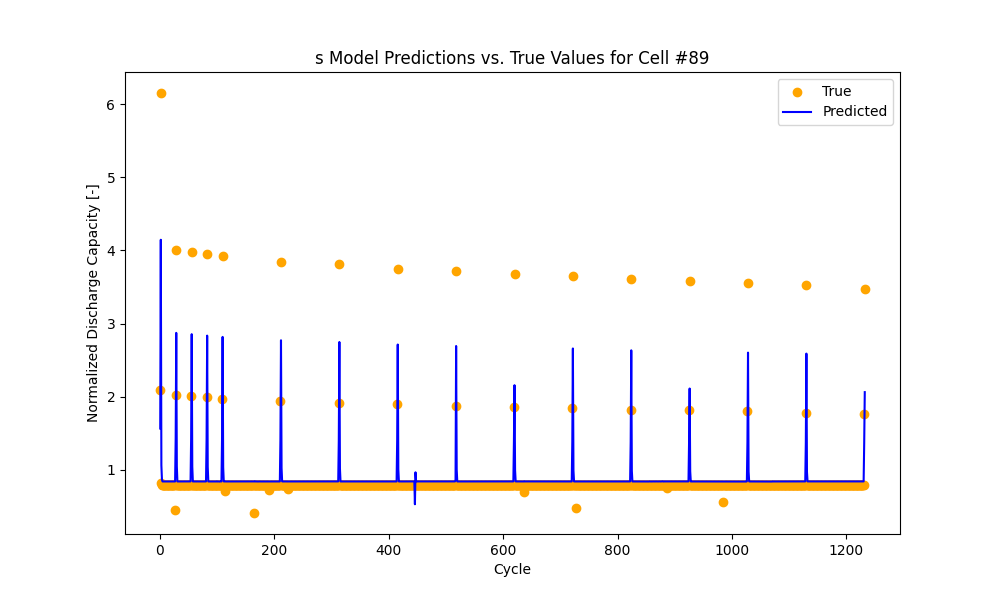 s Model Predictions vs. True Values for Cell #89
True
Predicted
Normalized Discharge Capacity [-]
6
5
4
3
2
1
0 200 400 600 800 1000 1200
Cycle